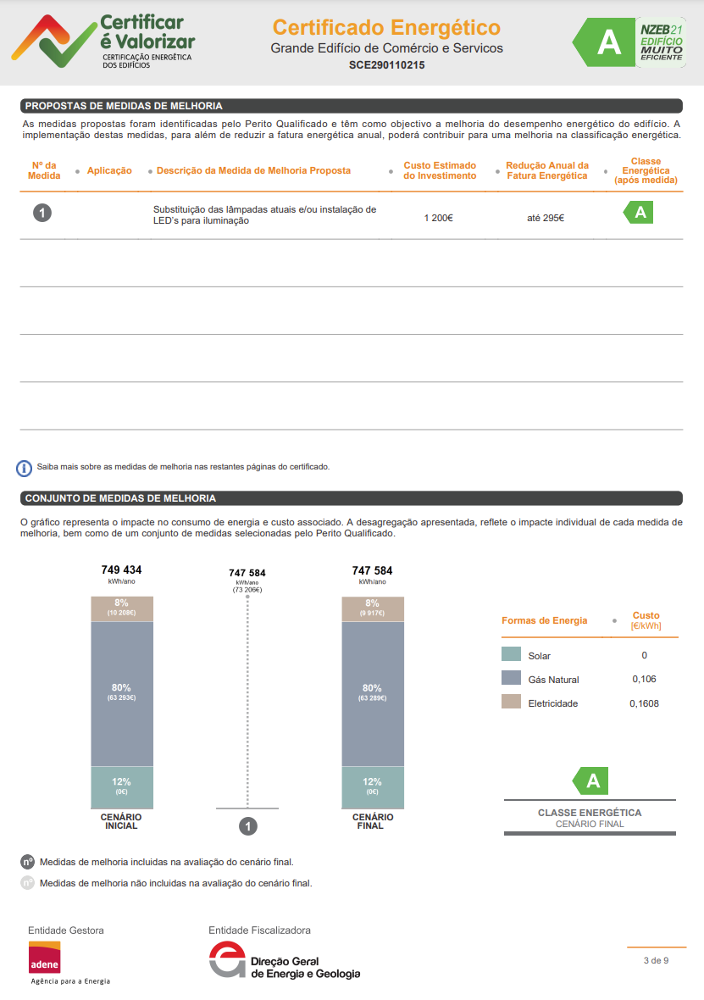 Certificar
é Valorizar
CERTIFICAÇÃO ENERGÉTICA
DOS EDIFÍCIOS
Certificado Energético
Grande Edifício de Comércio e Servicos
SCE290110215
A
NZEB21
EDIFÍCIO
MUITO
EFICIENTE
PROPOSTAS DE MEDIDAS DE MELHORIA
As medidas propostas foram identificadas pelo Perito Qualificado e têm como objectivo a melhoria do desempenho energético do edifício. A
implementação destas medidas, para além de reduzir a fatura energética anual, poderá contribuir para uma melhoria na classificação energética.
Nº da
Medida
Aplicação
Descrição da Medida de Melhoria Proposta
Custo Estimado
do Investimento
Redução Anual da
Fatura Energética
Classe
Energética
(após medida)
1
Substituição das lâmpadas atuais e/ou instalação de
LED's para iluminação
1 200€
até 295€
A
Saiba mais sobre as medidas de melhoria nas restantes páginas do certificado.
CONJUNTO DE MEDIDAS DE MELHORIA
O gráfico representa o impacte no consumo de energia e custo associado. A desagregação apresentada, reflete o impacte individual de cada medida de
melhoria, bem como de um conjunto de medidas selecionadas pelo Perito Qualificado.
749 434
kWh/ano
8%
(10 208€)
80%
(63 293€)
12%
(0€)
CENÁRIO
INICIAL
747 584
kWh/ano
(73 206€)
1
747 584
kWh/ano
8%
(9 917€)
80%
(63 289€)
12%
(0€)
CENÁRIO
FINAL
Formas de Energia
Custo
[€/kWh]
Solar 0
Gás Natural 0,106
Eletricidade 0,1608
A
CLASSE ENERGÉTICA
CENÁRIO FINAL
nº Medidas de melhoria incluidas na avaliação do cenário final.
nº Medidas de melhoria não incluidas na avaliação do cenário final.
Entidade Gestora
adene
Agência para a Energia
Entidade Fiscalizadora
Direção Geral
de Energia e Geologia
3 de 9